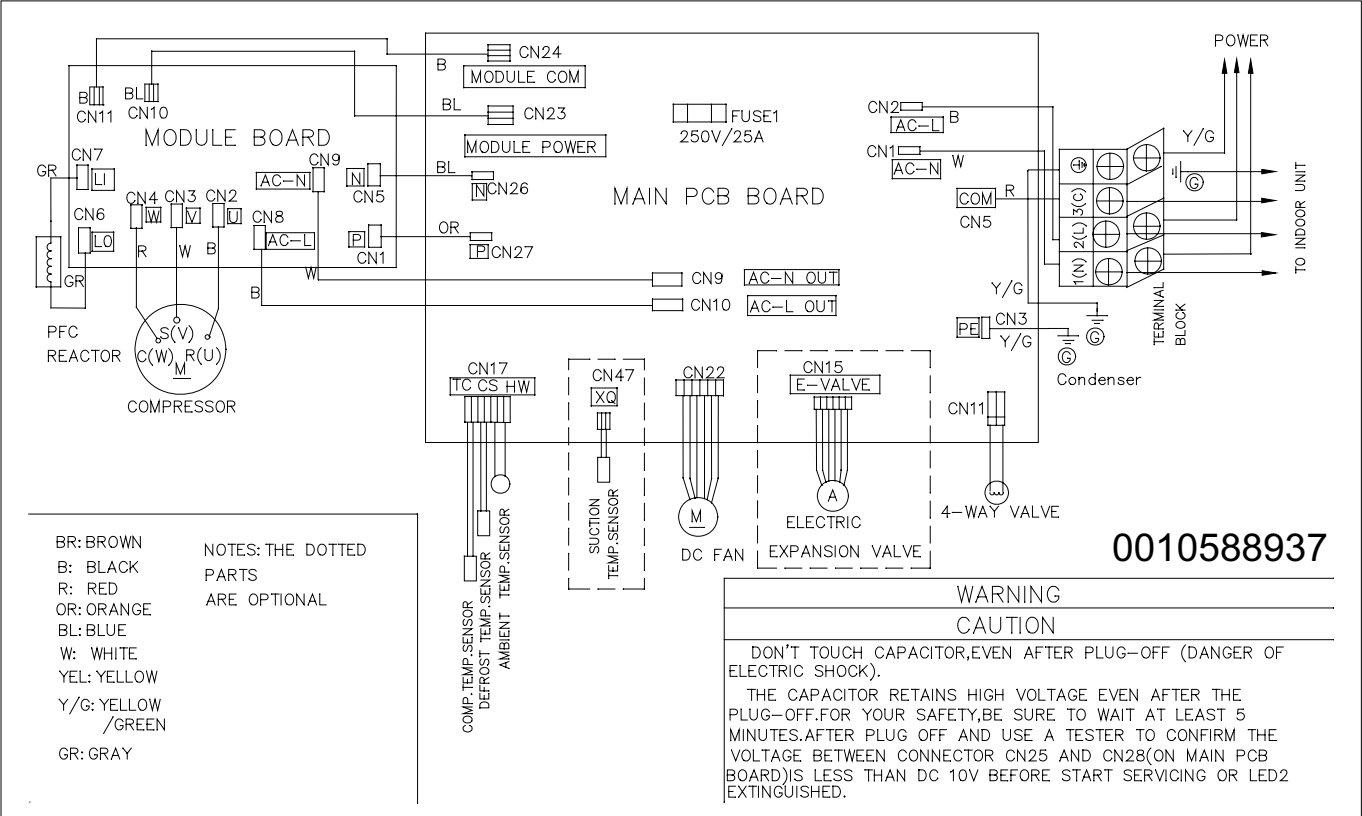 POWER
CN24
B
MODULE COM
B
CN11
BL
CN10
BL
CN23
MODULE POWER
MODULE BOARD
FUSE1
250V/25A
CN2
B
AC-L
CN1
W
AC-N
Y/G
G
CN7
LI
GR
CN9
AC-N
N
CN5
BL
N
CN26
MAIN PCB BOARD
COM
R
CN5
3(C)
2(L)
1(N)
TO INDOOR UNIT
CN4
W
CN3
V
CN2
U
CN8
AC-L
CN6
LO
P
CN1
OR
P
CN27
R
W
B
GR
W
B
CN9
AC-N OUT
CN10
AC-L OUT
Y/G
G
TERMINAL
BLOCK
PE
CN3
Y/G
G
Condenser
PFC
REACTOR
S(V)
C(W)
R(U)
M
COMPRESSOR
CN17
TC CS HW
CN47
XQ
CN22
CN15
E-VALVE
CN11
COMP.TEMP.SENSOR
DEFROST TEMP.SENSOR
AMBIENT TEMP.SENSOR
SUCTION
TEMP.SENSOR
M
DC FAN
A
ELECTRIC
EXPANSION VALVE
4-WAY VALVE
0010588937
BR: BROWN
B: BLACK
R: RED
OR: ORANGE
BL: BLUE
W: WHITE
YEL: YELLOW
Y/G: YELLOW
/GREEN
GR: GRAY
NOTES: THE DOTTED
PARTS
ARE OPTIONAL
WARNING
CAUTION
DON'T TOUCH CAPACITOR,EVEN AFTER PLUG-OFF (DANGER OF
ELECTRIC SHOCK).
THE CAPACITOR RETAINS HIGH VOLTAGE EVEN AFTER THE
PLUG-OFF.FOR YOUR SAFETY,BE SURE TO WAIT AT LEAST 5
MINUTES.AFTER PLUG OFF AND USE A TESTER TO CONFIRM THE
VOLTAGE BETWEEN CONNECTOR CN25 AND CN28(ON MAIN PCB
BOARD)IS LESS THAN DC 10V BEFORE START SERVICING OR LED2
EXTINGUISHED.